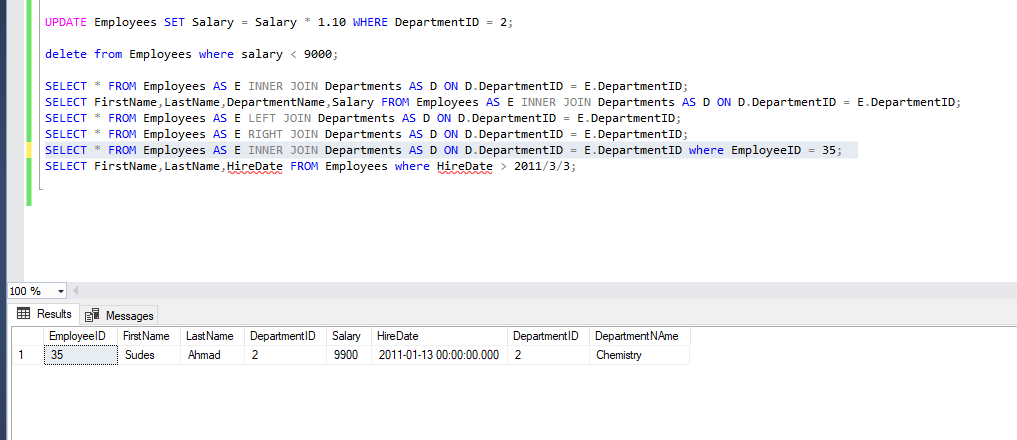 UPDATE Employees SET Salary = Salary * 1.10 WHERE DepartmentID = 2;
delete from Employees where salary < 9000;
SELECT * FROM Employees AS E INNER JOIN Departments AS D ON D.DepartmentID = E.DepartmentID;
SELECT FirstName,LastName,DepartmentName,Salary FROM Employees AS E INNER JOIN Departments AS D ON D.DepartmentID = E.DepartmentID;
SELECT * FROM Employees AS E LEFT JOIN Departments AS D ON D.DepartmentID = E.DepartmentID;
SELECT * FROM Employees AS E RIGHT JOIN Departments AS D ON D.DepartmentID = E.DepartmentID;
SELECT * FROM Employees AS E INNER JOIN Departments AS D ON D.DepartmentID = E.DepartmentID where EmployeeID = 35;
SELECT FirstName,LastName,HireDate FROM Employees where HireDate > 2011/3/3;
100 %
Results Messages
EmployeeID FirstName LastName DepartmentID Salary HireDate DepartmentID DepartmentNAme
1 35 Sudes Ahmad 2 9900 2011-01-13 00:00:00.000 2 Chemistry